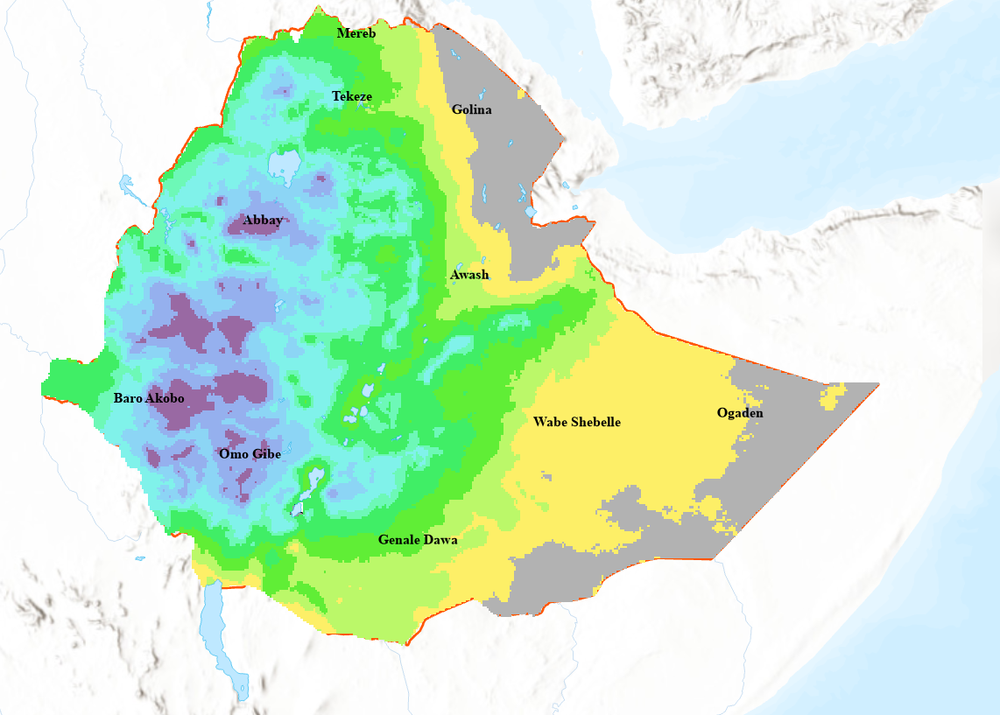 Mereb
Tekeze
Golina
Abbay
Awash
Baro Akobo
Ogaden
Wabe Shebelle
Omo Gibe
Genale Dawa